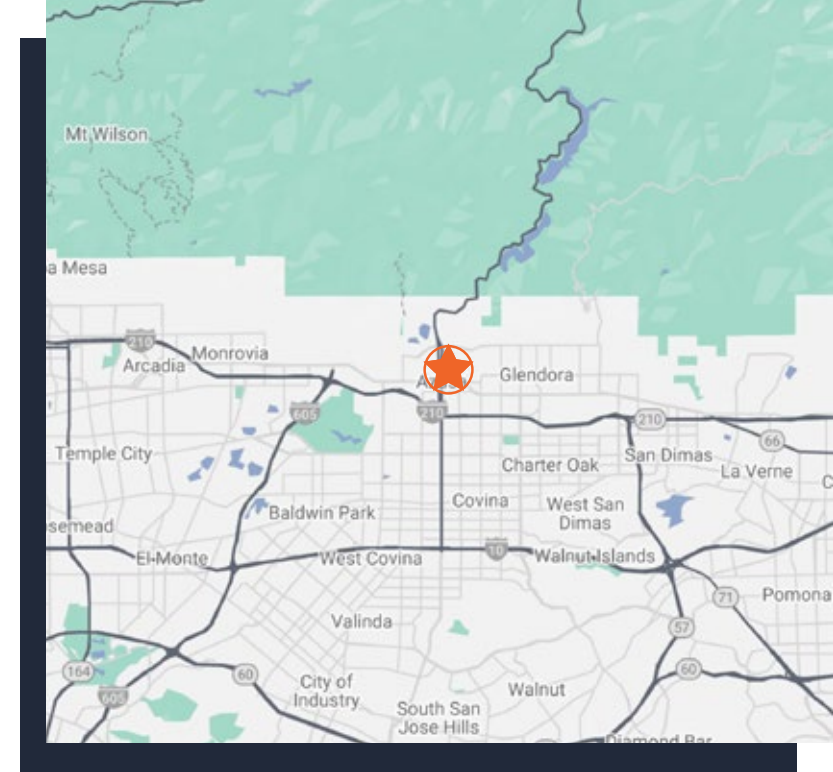 Mt Wilson
a Mesa
210
Monrovia
Arcadia
Glendora
605
210
210
66
Temple City
San Dimas
Charter Oak
La Verne
C
Covina
West San
Dimas
Baldwin Park
semead
El Monte
West Covina
10
Walnut Islands
71
Pomona
Valinda
57
164
60
60
605
City of
Industry
Walnut
South San
Jose Hills
Diamond Bar